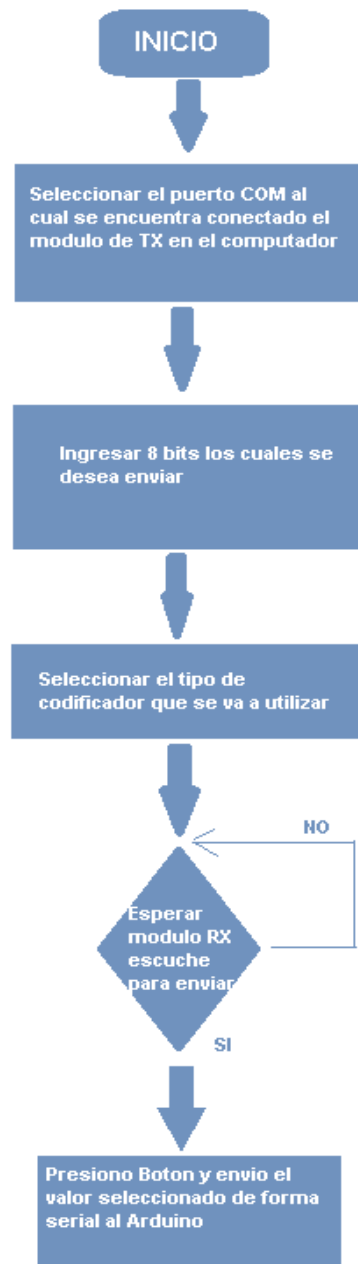 INICIO
Seleccionar el puerto COM al
cual se encuentra conectado el
modulo de TX en el computador
Ingresar 8 bits los cuales se
desea enviar
Seleccionar el tipo de
codificador que se va a utilizar
NO
Esperar
modulo RX
escuche
para enviar
SI
Presiono Boton y envio el
valor seleccionado de forma
serial al Arduino